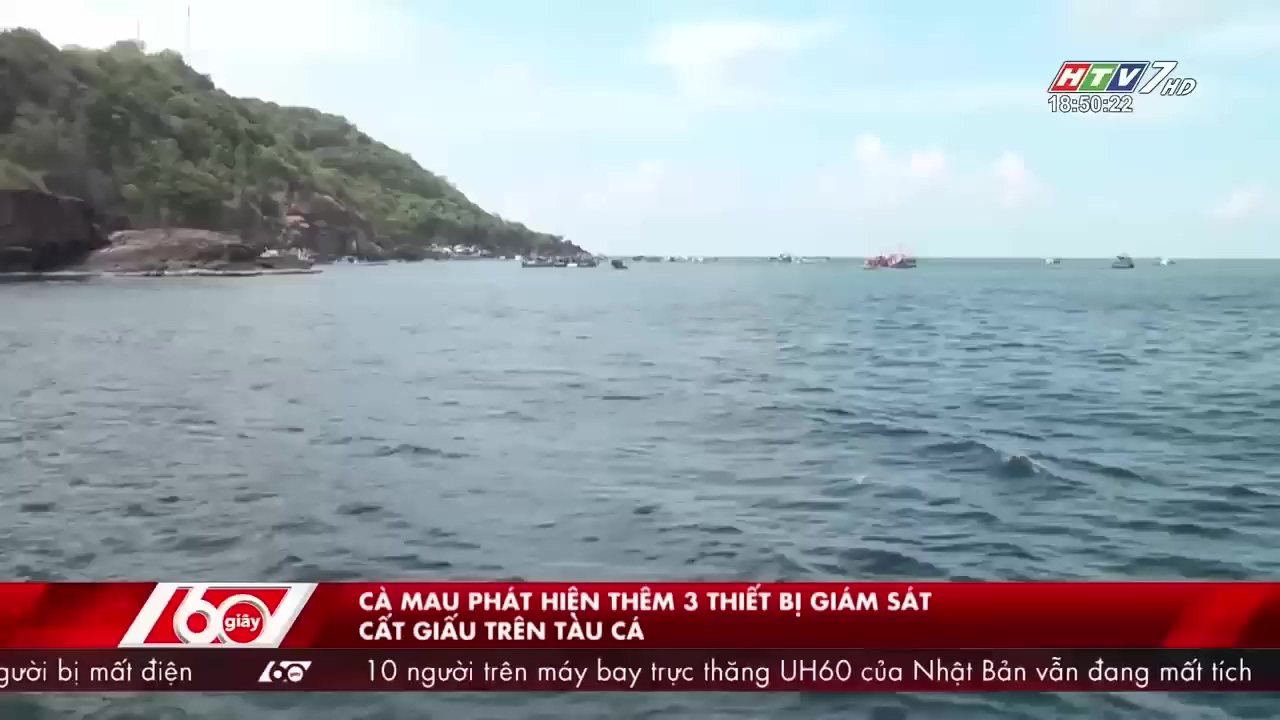 HTV7HD
18:50:22
60 giây
CÀ MAU PHÁT HIỆN THÊM 3 THIẾT BỊ GIÁM SÁT
CẤT GIẤU TRÊN TÀU CÁ
gười bị mất điện 60 10 người trên máy bay trực thăng UH60 của Nhật Bản vẫn đang mất tích